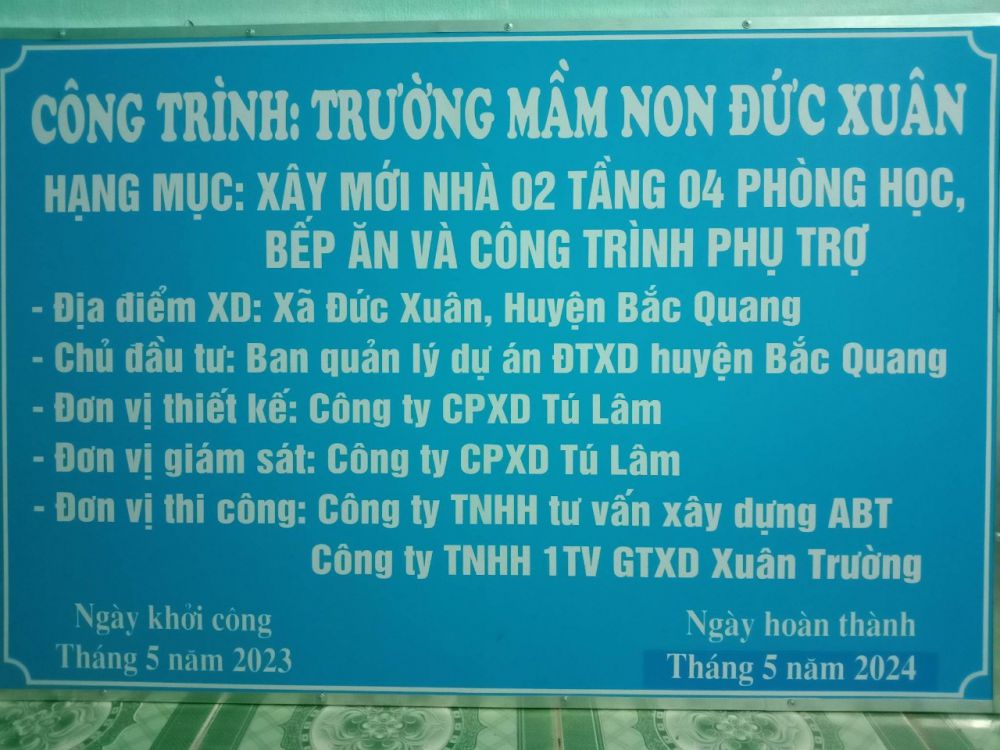 CÔNG TRÌNH: TRƯỜNG MẦM NON ĐỨC XUÂN
HẠNG MỤC: XÂY MỚI NHÀ 02 TẦNG 04 PHÒNG HỌC,
BẾP ĂN VÀ CÔNG TRÌNH PHỤ TRỢ
- Địa điểm XD: Xã Đức Xuân, Huyện Bắc Quang
- Chủ đầu tư: Ban quản lý dự án ĐTXD huyện Bắc Quang
- Đơn vị thiết kế: Công ty CPXD Tú Lâm
- Đơn vị giám sát: Công ty CPXD Tú Lâm
- Đơn vị thi công: Công ty TNHH tư vấn xây dựng ABT
Công ty TNHH 1TV GTXD Xuân Trường
Ngày khởi công
Tháng 5 năm 2023
Ngày hoàn thành
Tháng 5 năm 2024